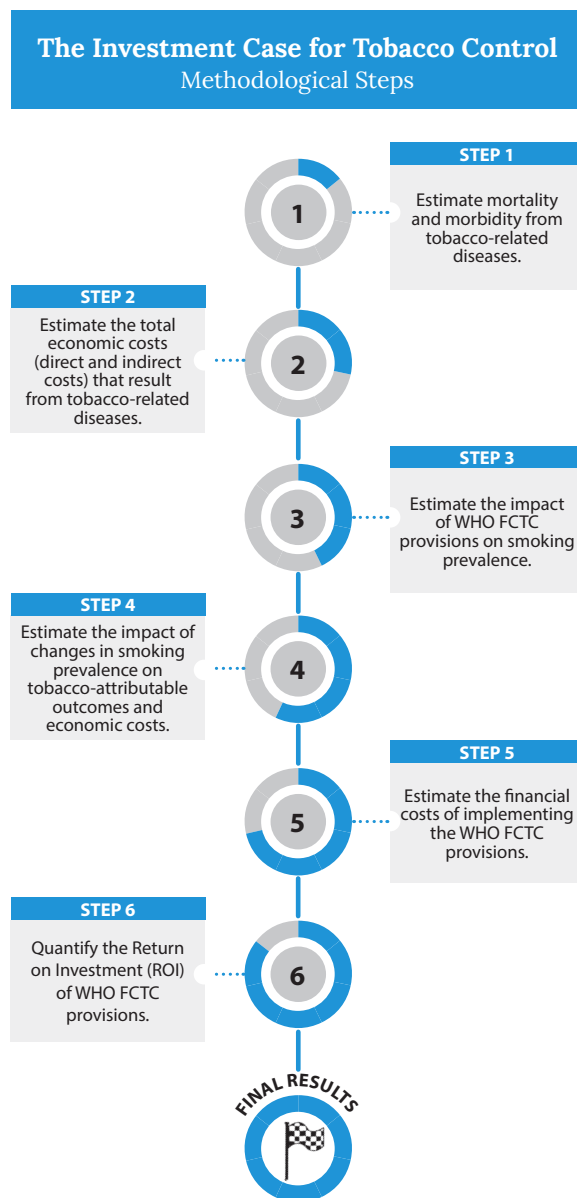 The Investment Case for Tobacco Control
Methodological Steps
1
STEP 1
Estimate mortality
and morbidity from
tobacco-related
diseases.
STEP 2
Estimate the total
economic costs
(direct and indirect
costs) that result
from tobacco-related
diseases.
2
3
STEP 3
Estimate the impact
of WHO FCTC
provisions on smoking
prevalence.
STEP 4
Estimate the impact of
changes in smoking
prevalence on
tobacco-attributable
outcomes and
economic costs.
4
5
STEP 5
Estimate the financial
costs of implementing
the WHO FCTC
provisions.
STEP 6
Quantify the Return
on Investment (ROI)
of WHO FCTC
provisions.
6
FINAL RESULTS